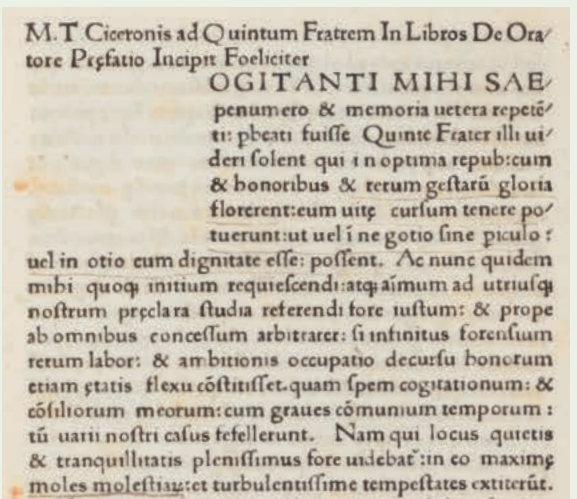 M.T Ciceronis ad Quintum Fratrem In Libros De Ora⸗
tore Pręfatio Incipit Foeliciter
OGITANTI MIHI SAE⸗
penumero & memoria uetera repetē⸗
ti: pbeati fuisse Quinte Frater illi ui⸗
deri solent qui i n optima repub:cum
& honoribus & rerum gestarū gloria
florerent:eum uitę cursum tenere po⸗
tuerunt:ut uel ī ne gotio sine piculo :
uel in otio cum dignitate esse: possent. Ac nunc quidem
mihi quoqȝ initium requiescendi:atqȝ aīmum ad utriusqȝ
nostrum pręclara studia referendi fore iustum: & prope
ab omnibus concessum arbitrarer: si infinitus forensium
rerum labor: & ambitionis occupatio decursu honorum
etiam ętatis flexu cōstitisset.quam spem cogitationum: &
cōsiliorum meorum:cum graues cōmunium temporum :
tū uarii nostri casus fefellerunt. Nam qui locus quietis
& tranquillitatis plenissimus fore uidebat᷑:in eo maximę
moles molestiaꝝ:et turbulentissime tempestates extiterūt.